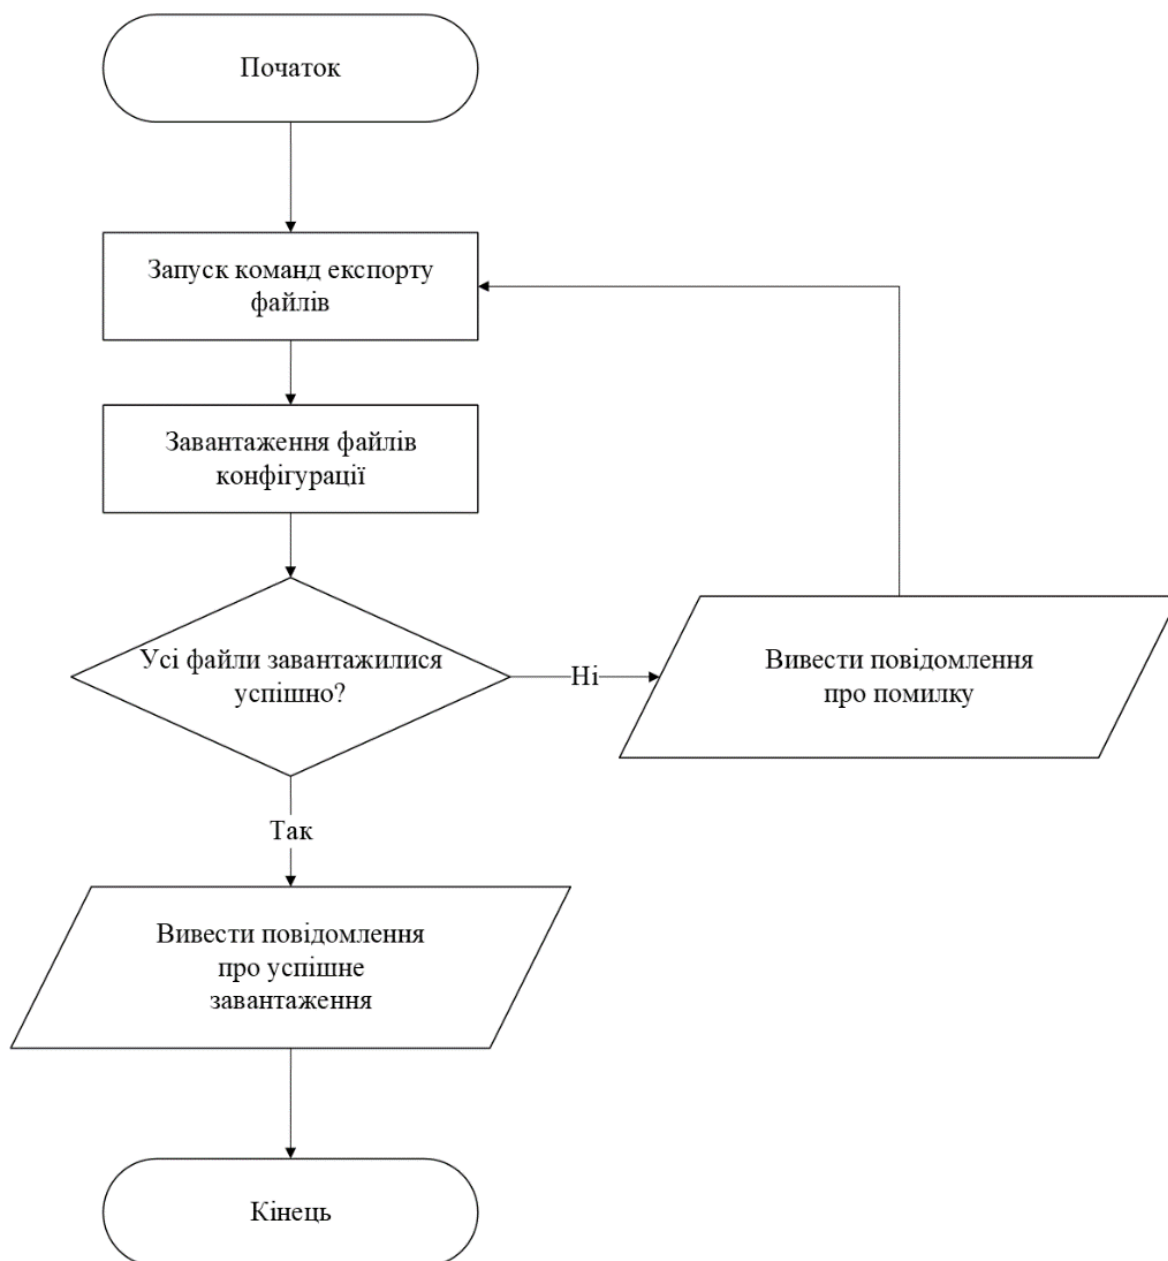 Початок
Запуск команд експорту
файлів
Завантаження файлів
конфігурації
Усі файли завантажилися
успішно?
Ні
Вивести повідомлення
про помилку
Так
Вивести повідомлення
про успішне
завантаження
Кінець